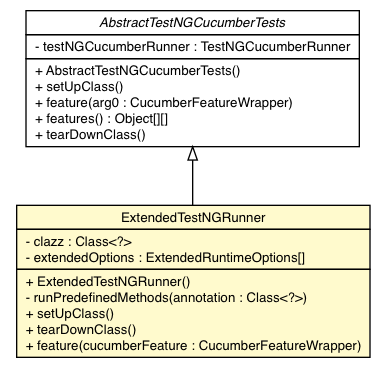 AbstractTestNGCucumberTests
- testNGCucumberRunner : TestNGCucumberRunner
+ AbstractTestNGCucumberTests()
+ setUpClass()
+ feature(arg0 : CucumberFeatureWrapper)
+ features() : Object[][]
+ tearDownClass()
ExtendedTestNGRunner
- clazz : Class<?>
- extendedOptions : ExtendedRuntimeOptions[]
+ ExtendedTestNGRunner()
- runPredefinedMethods(annotation : Class<?>)
+ setUpClass()
+ tearDownClass()
+ feature(cucumberFeature : CucumberFeatureWrapper)